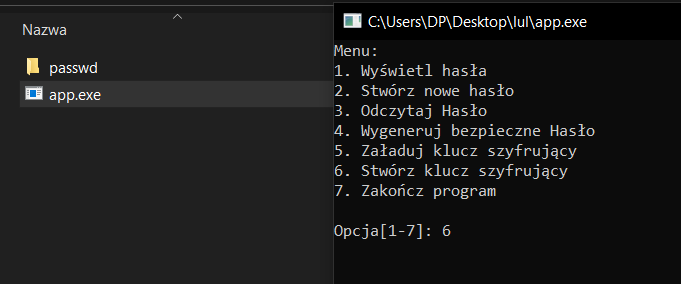 Nazwa
passwd
app.exe
C:\Users\DP\Desktop\lul\app.exe
Menu:
1. Wyświetl hasła
2. Stwórz nowe hasło
3. Odczytaj Hasło
4. Wygeneruj bezpieczne Hasło
5. Załaduj klucz szyfrujący
6. Stwórz klucz szyfrujący
7. Zakończ program
Opcja[1-7]: 6